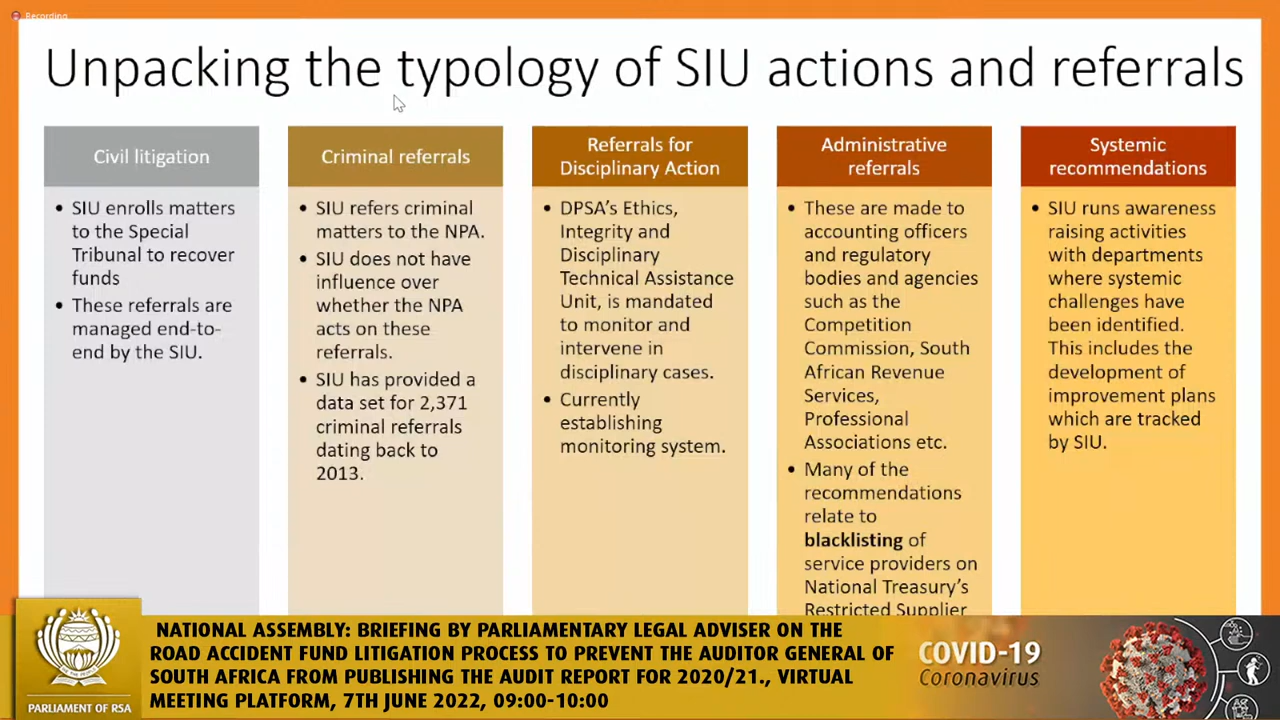 Recording
Unpacking the typology of SIU actions and referrals
Civil litigation
• SIU enrolls matters
to the Special
Tribunal to recover
funds
• These referrals are
managed end-to-
end by the SIU.
Criminal referrals
• SIU refers criminal
matters to the NPA.
• SIU does not have
influence over
whether the NPA
acts on these
referrals.
• SIU has provided a
data set for 2,371
criminal referrals
dating back to
2013.
Referrals for
Disciplinary Action
• DPSA's Ethics,
Integrity and
Disciplinary
Technical Assistance
Unit, is mandated
to monitor and
intervene in
disciplinary cases.
• Currently
establishing
monitoring system.
Administrative
referrals
• These are made to
accounting officers
and regulatory
bodies and agencies
such as the
Competition
Commission, South
African Revenue
Services,
Professional
Associations etc.
• Many of the
recommendations
relate to
blacklisting of
service providers on
National Treasury's
Restricted Supplier
Systemic
recommendations
• SIU runs awareness
raising activities
with departments
where systemic
challenges have
been identified.
This includes the
development of
improvement plans
which are tracked
by SIU.
PARLIAMENT OF RSA
NATIONAL ASSEMBLY: BRIEFING BY PARLIAMENTARY LEGAL ADVISER ON THE
ROAD ACCIDENT FUND LITIGATION PROCESS TO PREVENT THE AUDITOR GENERAL OF
SOUTH AFRICA FROM PUBLISHING THE AUDIT REPORT FOR 2020/21., VIRTUAL
MEETING PLATFORM, 7TH JUNE 2022, 09:00-10:00
COVID-19
Coronavirus